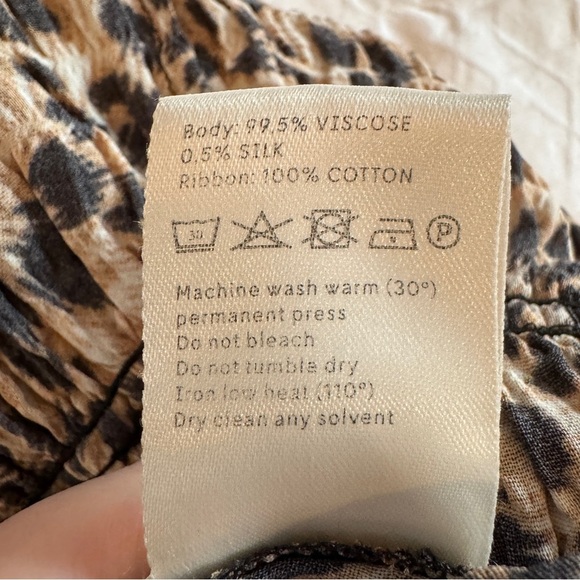 Body: 99.5% VISCOSE
0.5% SILK
Ribbon: 100% COTTON
30 P
Machine wash warm (30°)
permanent press
Do not bleach
Do not tumble dry
Iron low heat (110°)
Dry clean any solvent